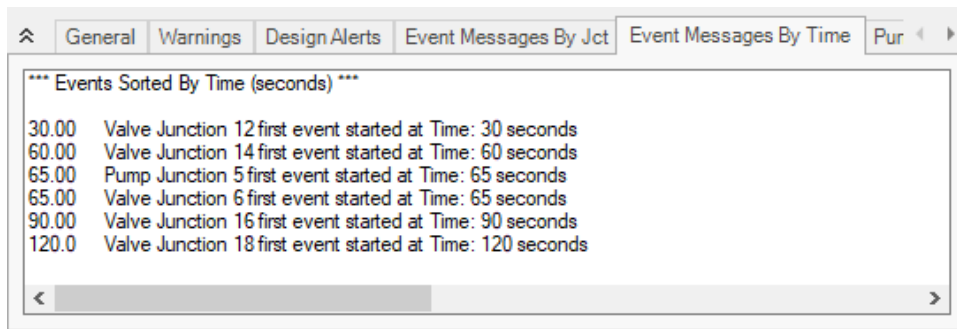 General Warnings Design Alerts Event Messages By Jct Event Messages By Time Pur
*** Events Sorted By Time (seconds) ***
30.00 Valve Junction 12 first event started at Time: 30 seconds
60.00 Valve Junction 14 first event started at Time: 60 seconds
65.00 Pump Junction 5 first event started at Time: 65 seconds
65.00 Valve Junction 6 first event started at Time: 65 seconds
90.00 Valve Junction 16 first event started at Time: 90 seconds
120.0 Valve Junction 18 first event started at Time: 120 seconds